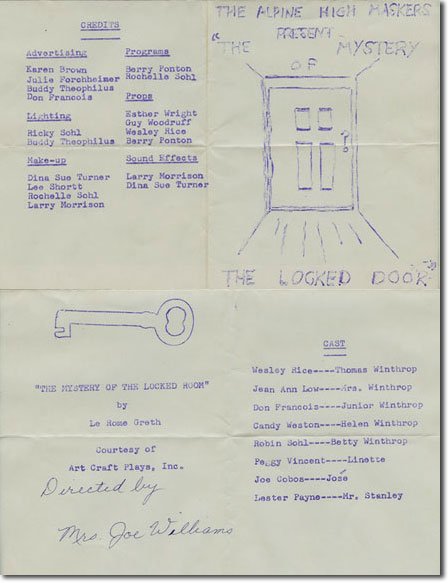 CREDITS
Advertising
Karen Brown
Julie Forchheimer
Buddy Theophilus
Don Francois
Lighting
Ricky Sohl
Buddy Theophilus
Make-up
Dina Sue Turner
Lee Shortt
Rochelle Sohl
Larry Morrison
Programs
Berry Ponton
Rochelle Sohl
Props
Esther Wright
Guy Woodruff
Wesley Rice
Berry Ponton
Sound Effects
Larry Morrison
Dina Sue Turner
THE ALPINE HIGH MASKERS
PRESENT
"THE MYSTERY
OF
?
THE LOCKED DOOR"
"THE MYSTERY OF THE LOCKED ROOM"
by
Le Rome Greth
Courtesy of
Art Craft Plays, Inc.
Directed by
Mrs. Joe Williams
CAST
Wesley Rice----Thomas Winthrop
Jean Ann Low---Mrs. Winthrop
Don Francois----Junior Winthrop
Candy Weston----Helen Winthrop
Robin Sohl----Betty Winthrop
Peggy Vincent----Linette
Joe Cobos----José
Lester Payne----Mr. Stanley